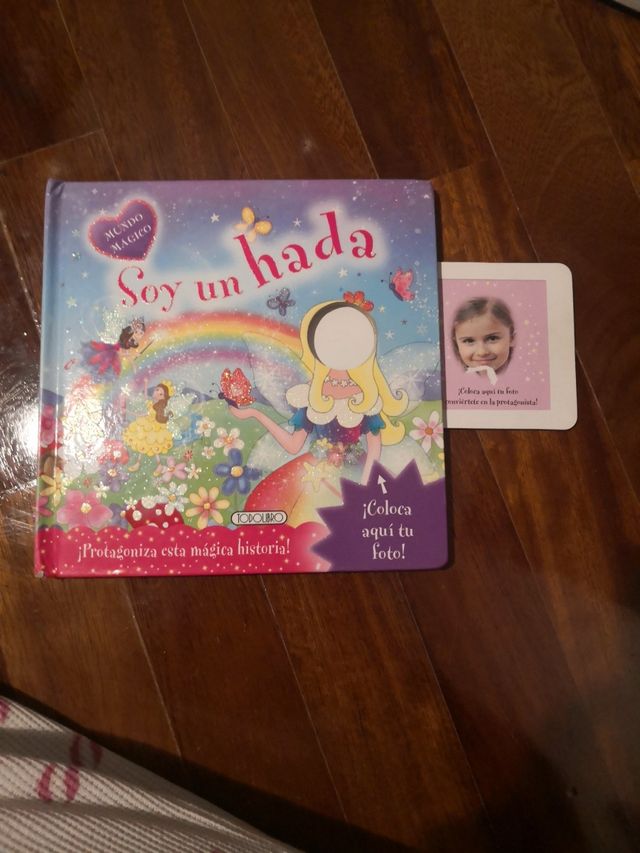 MUNDO
MÁGICO
Soy un hada
¡Coloca aquí tu foto
conviértete en la protagonista!
TODOLIBRO
¡Coloca
aquí tu
foto!
¡Protagoniza esta mágica historia!